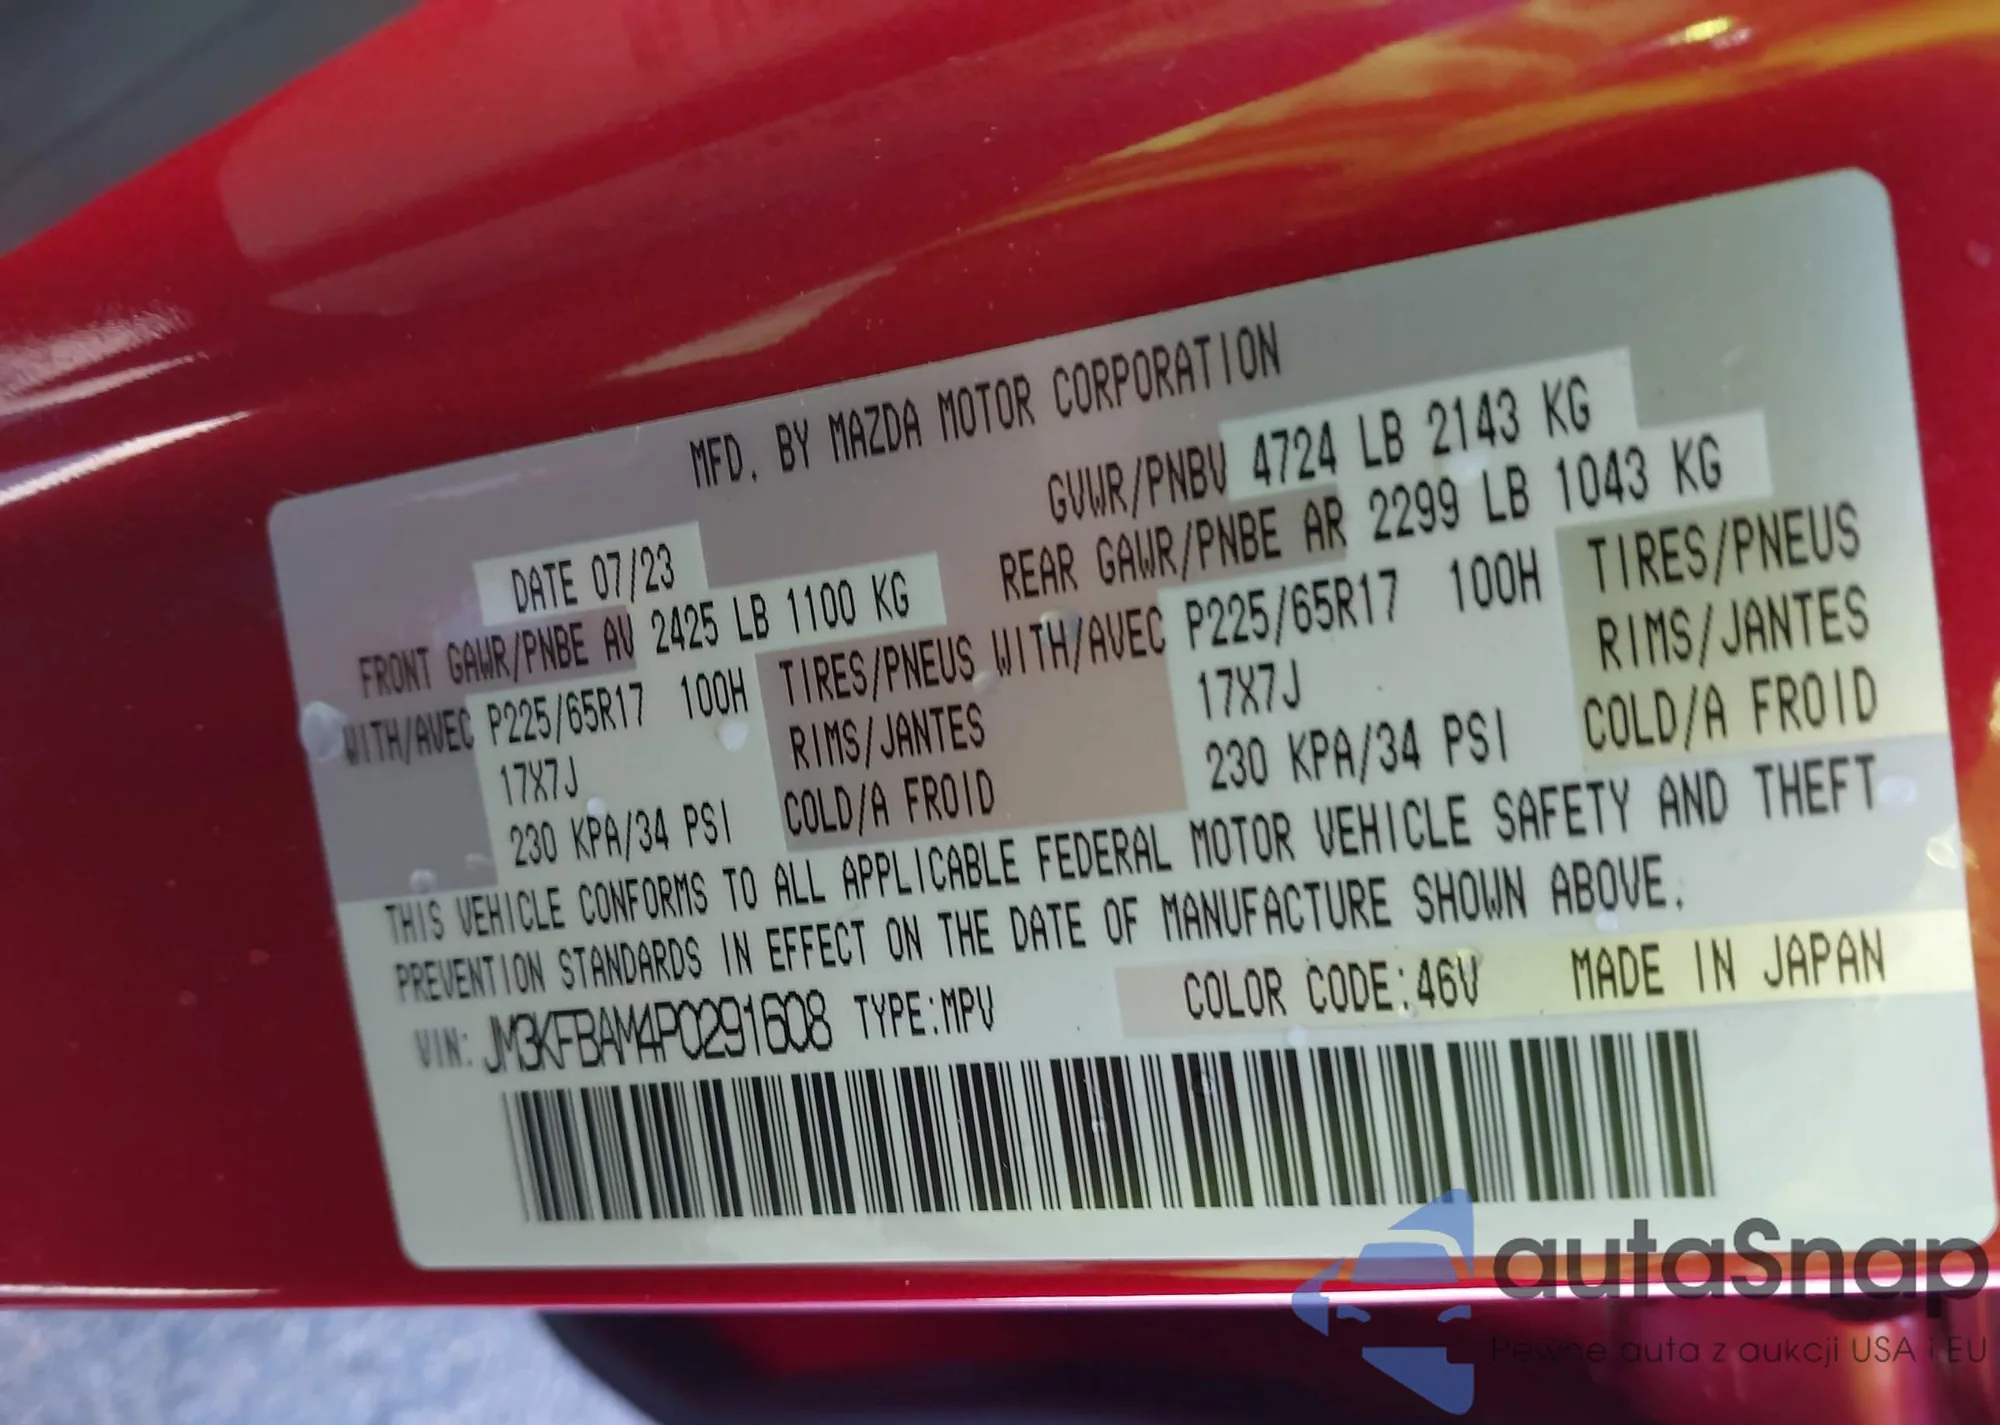 MFD. BY MAZDA MOTOR CORPORATION
DATE 07/23 GVWR/PNBV 4724 LB 2143 KG
FRONT GAWR/PNBE AV 2425 LB 1100 KG REAR GAWR/PNBE AR 2299 LB 1043 KG
WITH/AVEC P225/65R17 100H TIRES/PNEUS WITH/AVEC P225/65R17 100H TIRES/PNEUS
17X7J RIMS/JANTES 17X7J RIMS/JANTES
230 KPA/34 PSI COLD/A FROID 230 KPA/34 PSI COLD/A FROID
THIS VEHICLE CONFORMS TO ALL APPLICABLE FEDERAL MOTOR VEHICLE SAFETY AND THEFT
PREVENTION STANDARDS IN EFFECT ON THE DATE OF MANUFACTURE SHOWN ABOVE.
VIN: JM3KFBAM4P0291608 TYPE:MPV COLOR CODE:46V MADE IN JAPAN
autaSnap
Pewne auta z aukcji USA i EU